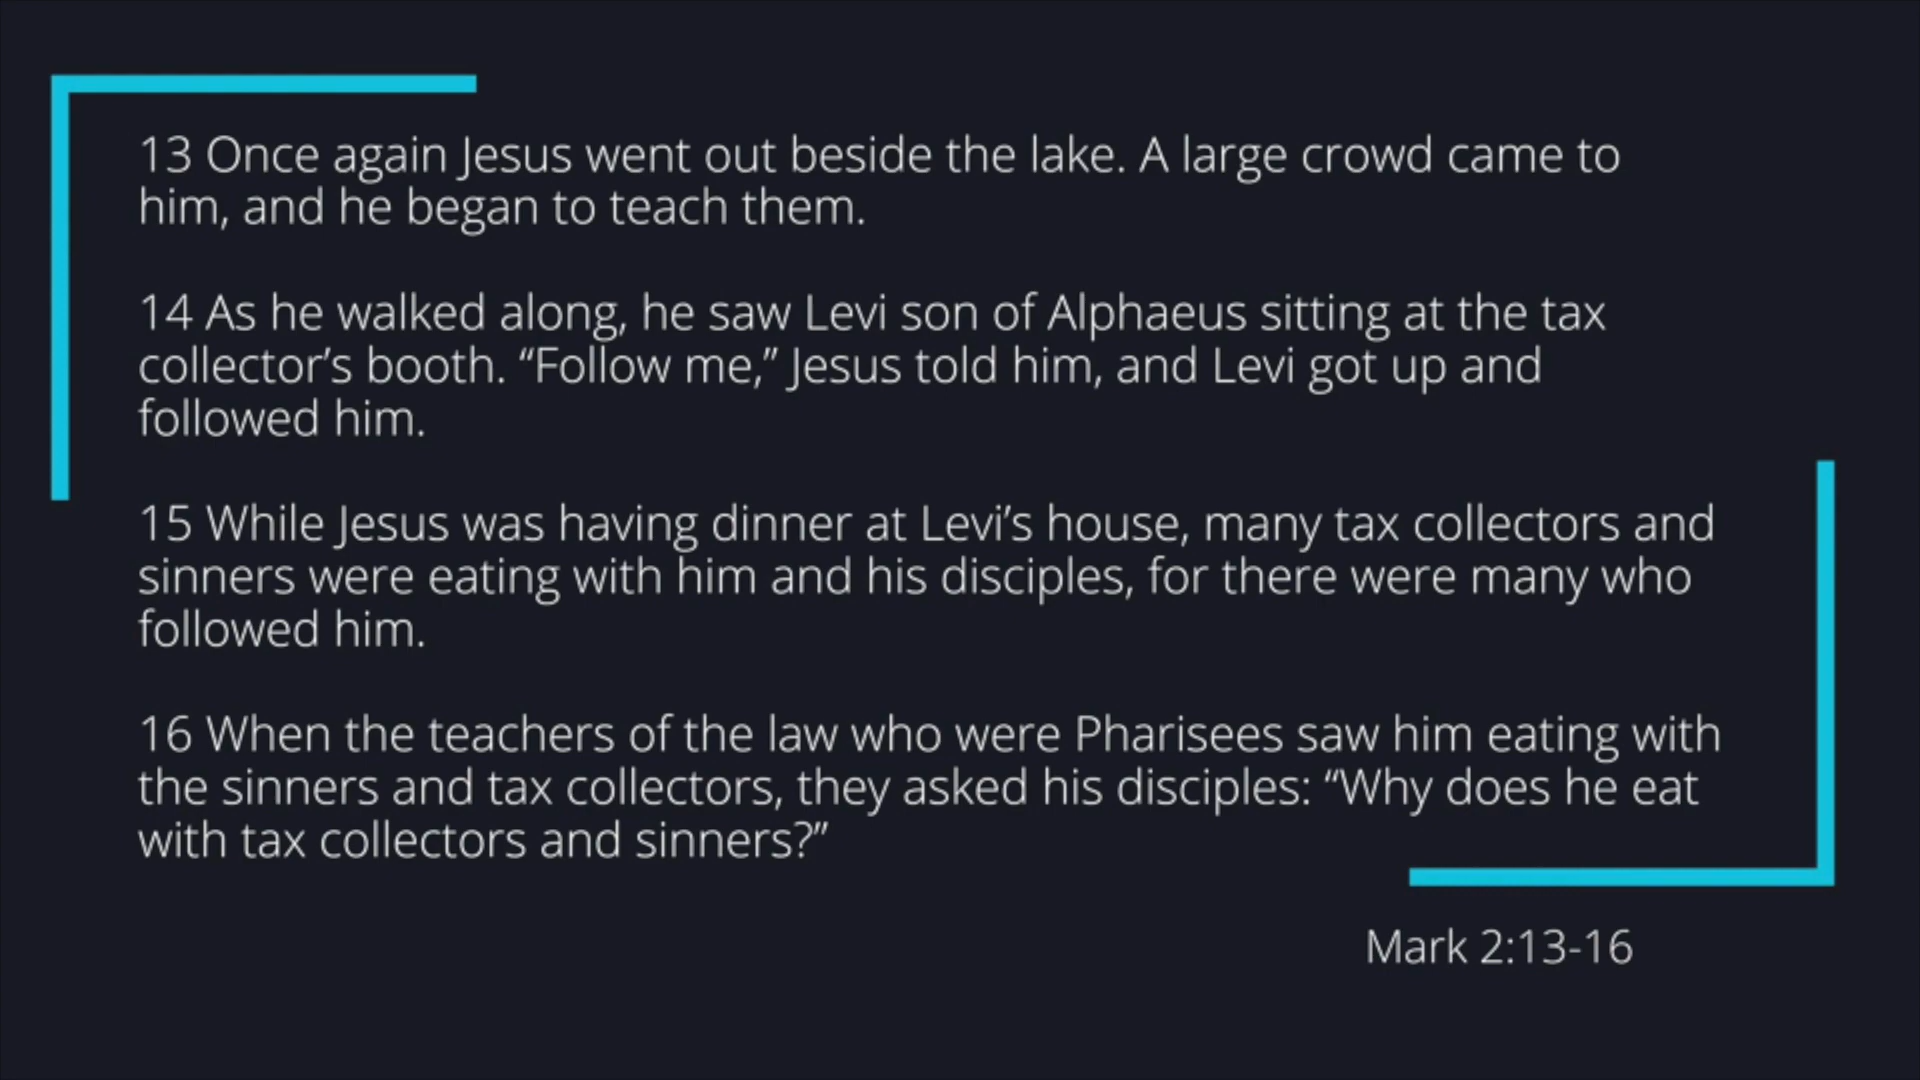 13 Once again Jesus went out beside the lake. A large crowd came to
him, and he began to teach them.
14 As he walked along, he saw Levi son of Alphaeus sitting at the tax
collector’s booth. “Follow me,” Jesus told him, and Levi got up and
followed him.
15 While Jesus was having dinner at Levi’s house, many tax collectors and
sinners were eating with him and his disciples, for there were many who
followed him.
16 When the teachers of the law who were Pharisees saw him eating with
the sinners and tax collectors, they asked his disciples: “Why does he eat
with tax collectors and sinners?”
Mark 2:13-16